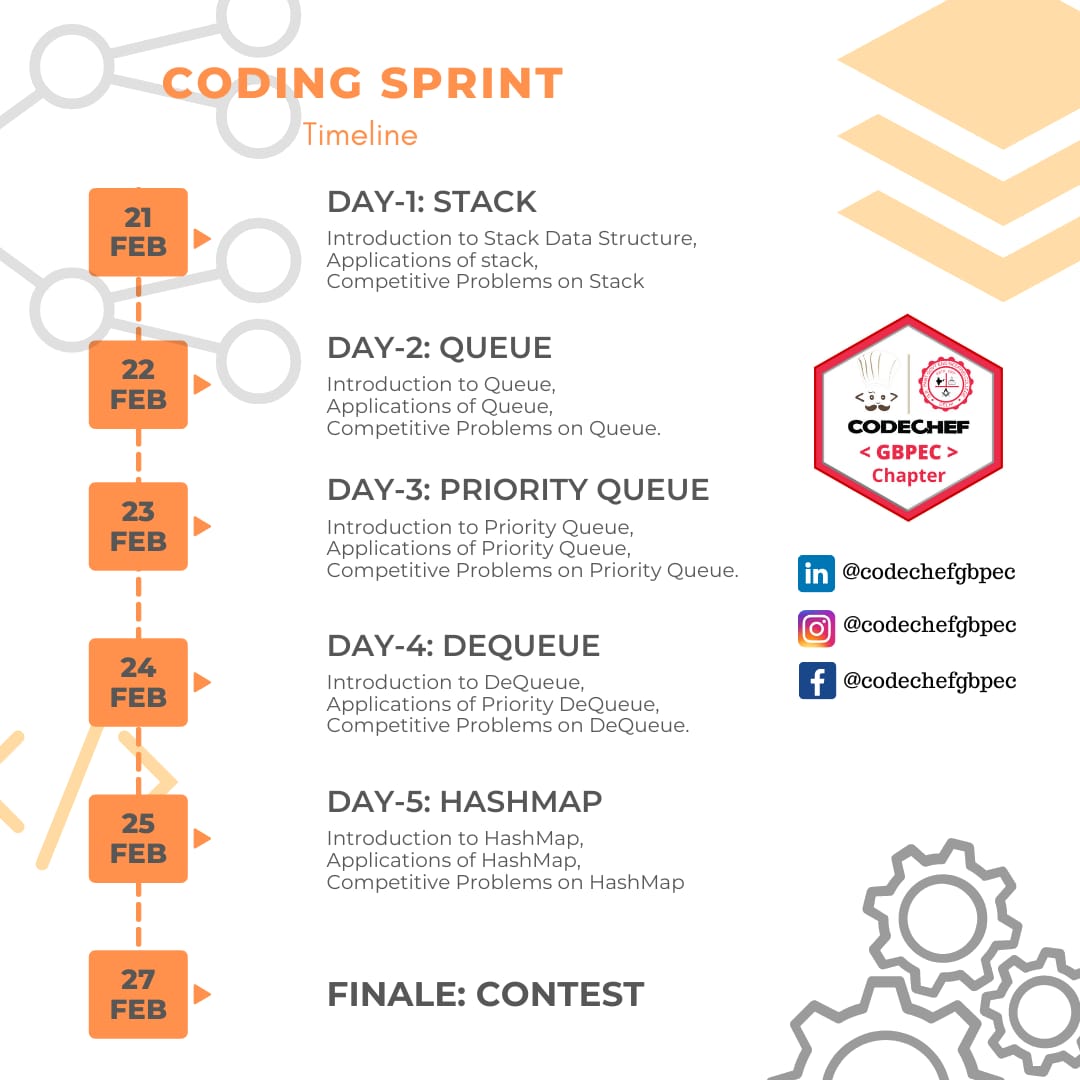 CODING SPRINT
Timeline
21
FEB
DAY-1: STACK
Introduction to Stack Data Structure,
Applications of stack,
Competitive Problems on Stack
22
FEB
DAY-2: QUEUE
Introduction to Queue,
Applications of Queue,
Competitive Problems on Queue.
23
FEB
DAY-3: PRIORITY QUEUE
Introduction to Priority Queue,
Applications of Priority Queue,
Competitive Problems on Priority Queue.
24
FEB
DAY-4: DEQUEUE
Introduction to DeQueue,
Applications of Priority DeQueue,
Competitive Problems on DeQueue.
25
FEB
DAY-5: HASHMAP
Introduction to HashMap,
Applications of HashMap,
Competitive Problems on HashMap
27
FEB
FINALE: CONTEST
CODECHEF
< GBPEC >
Chapter
in @codechefgbpec
@codechefgbpec
f @codechefgbpec